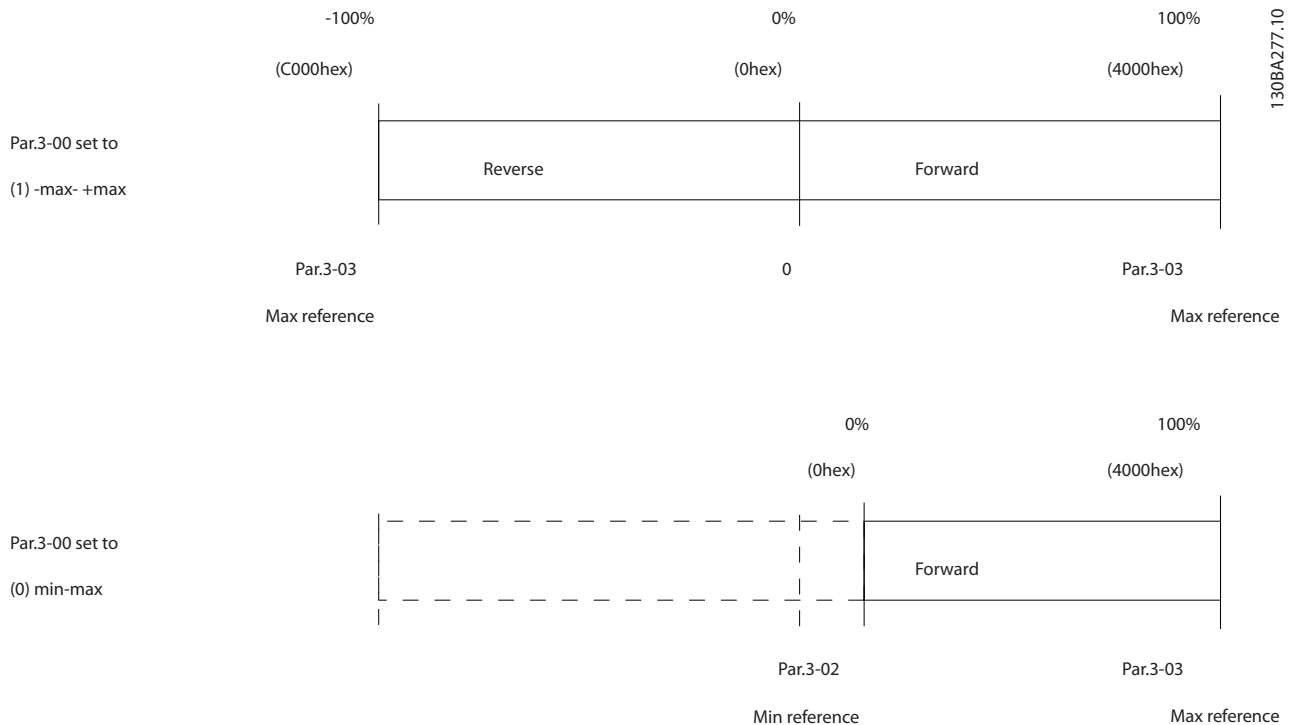 -100% 0% 100%
(C000hex) (0hex) (4000hex)
130BA277.10
Par.3-00 set to
(1) -max- +max
Reverse Forward
Par.3-03 0 Par.3-03
Max reference Max reference
0% 100%
(0hex) (4000hex)
Par.3-00 set to
(0) min-max
Forward
Par.3-02 Par.3-03
Min reference Max reference